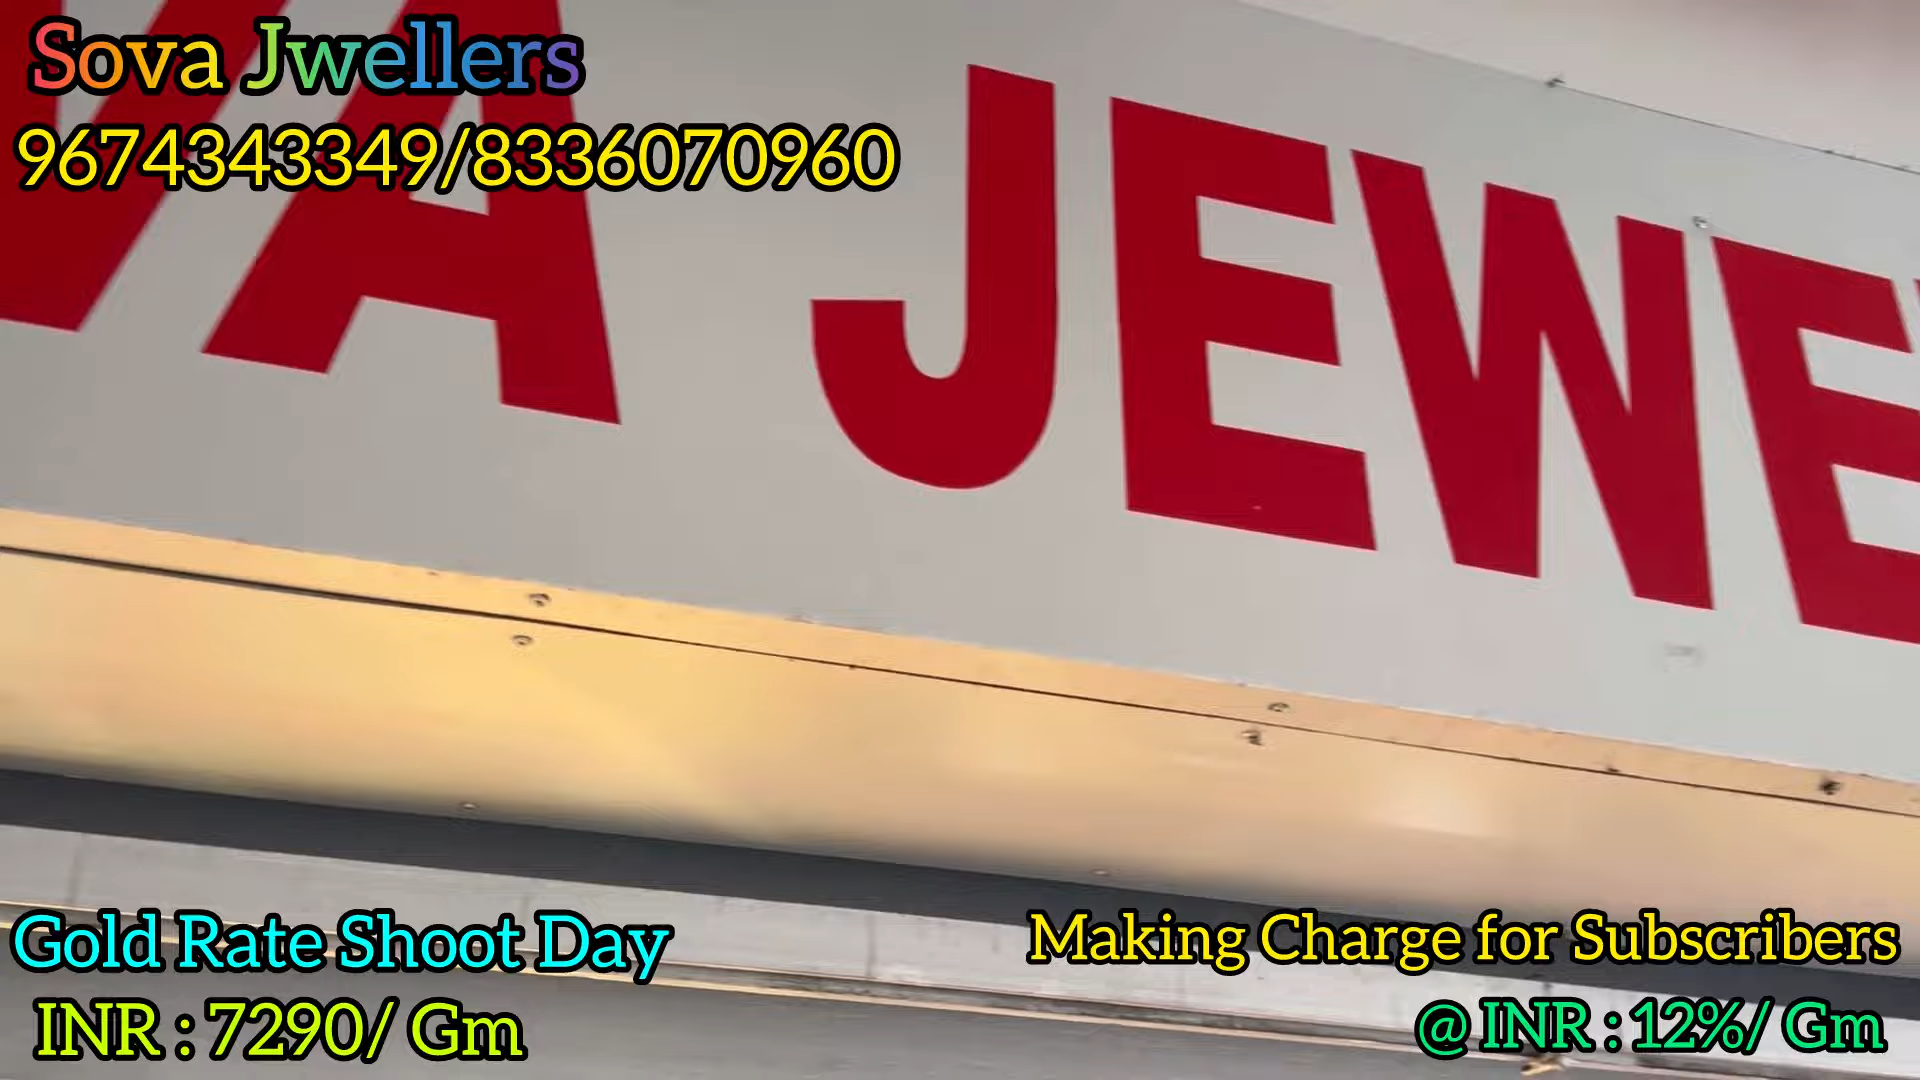 Sova Jwellers
9674343349/8336070960
VA JEWE
Gold Rate Shoot Day
INR : 7290/ Gm
Making Charge for Subscribers
@ INR : 12%/ Gm